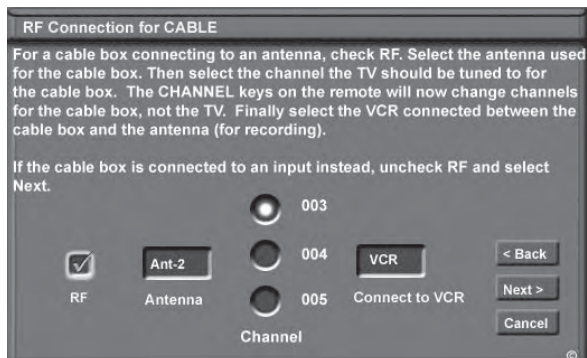 RF Connection for CABLE
For a cable box connecting to an antenna, check RF. Select the antenna used
for the cable box. Then select the channel the TV should be tuned to for
the cable box. The CHANNEL keys on the remote will now change channels
for the cable box, not the TV. Finally select the VCR connected between the
cable box and the antenna (for recording).
If the cable box is connected to an input instead, uncheck RF and select
Next.
003
Ant-2
004
VCR
< Back
RF
Antenna
005
Connect to VCR
Next >
Channel
Cancel